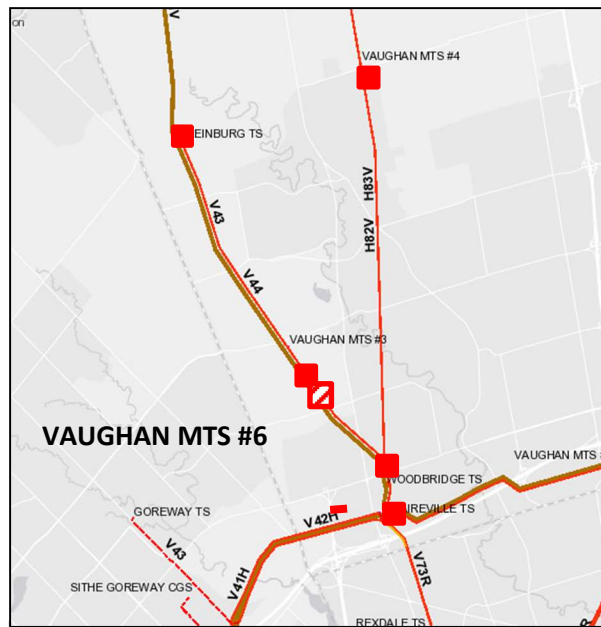 on
V
VAUGHAN MTS #4
EINBURG TS
H83V
V43
H82V
V44
VAUGHAN MTS #3
VAUGHAN MTS #6
VAUGHAN MTS
WOODBRIDGE TS
IREVILLE TS
GOREWAY TS
V42H
V43
V41H
V73R
SITHE GOREWAY CGS
REXDALE TS
R